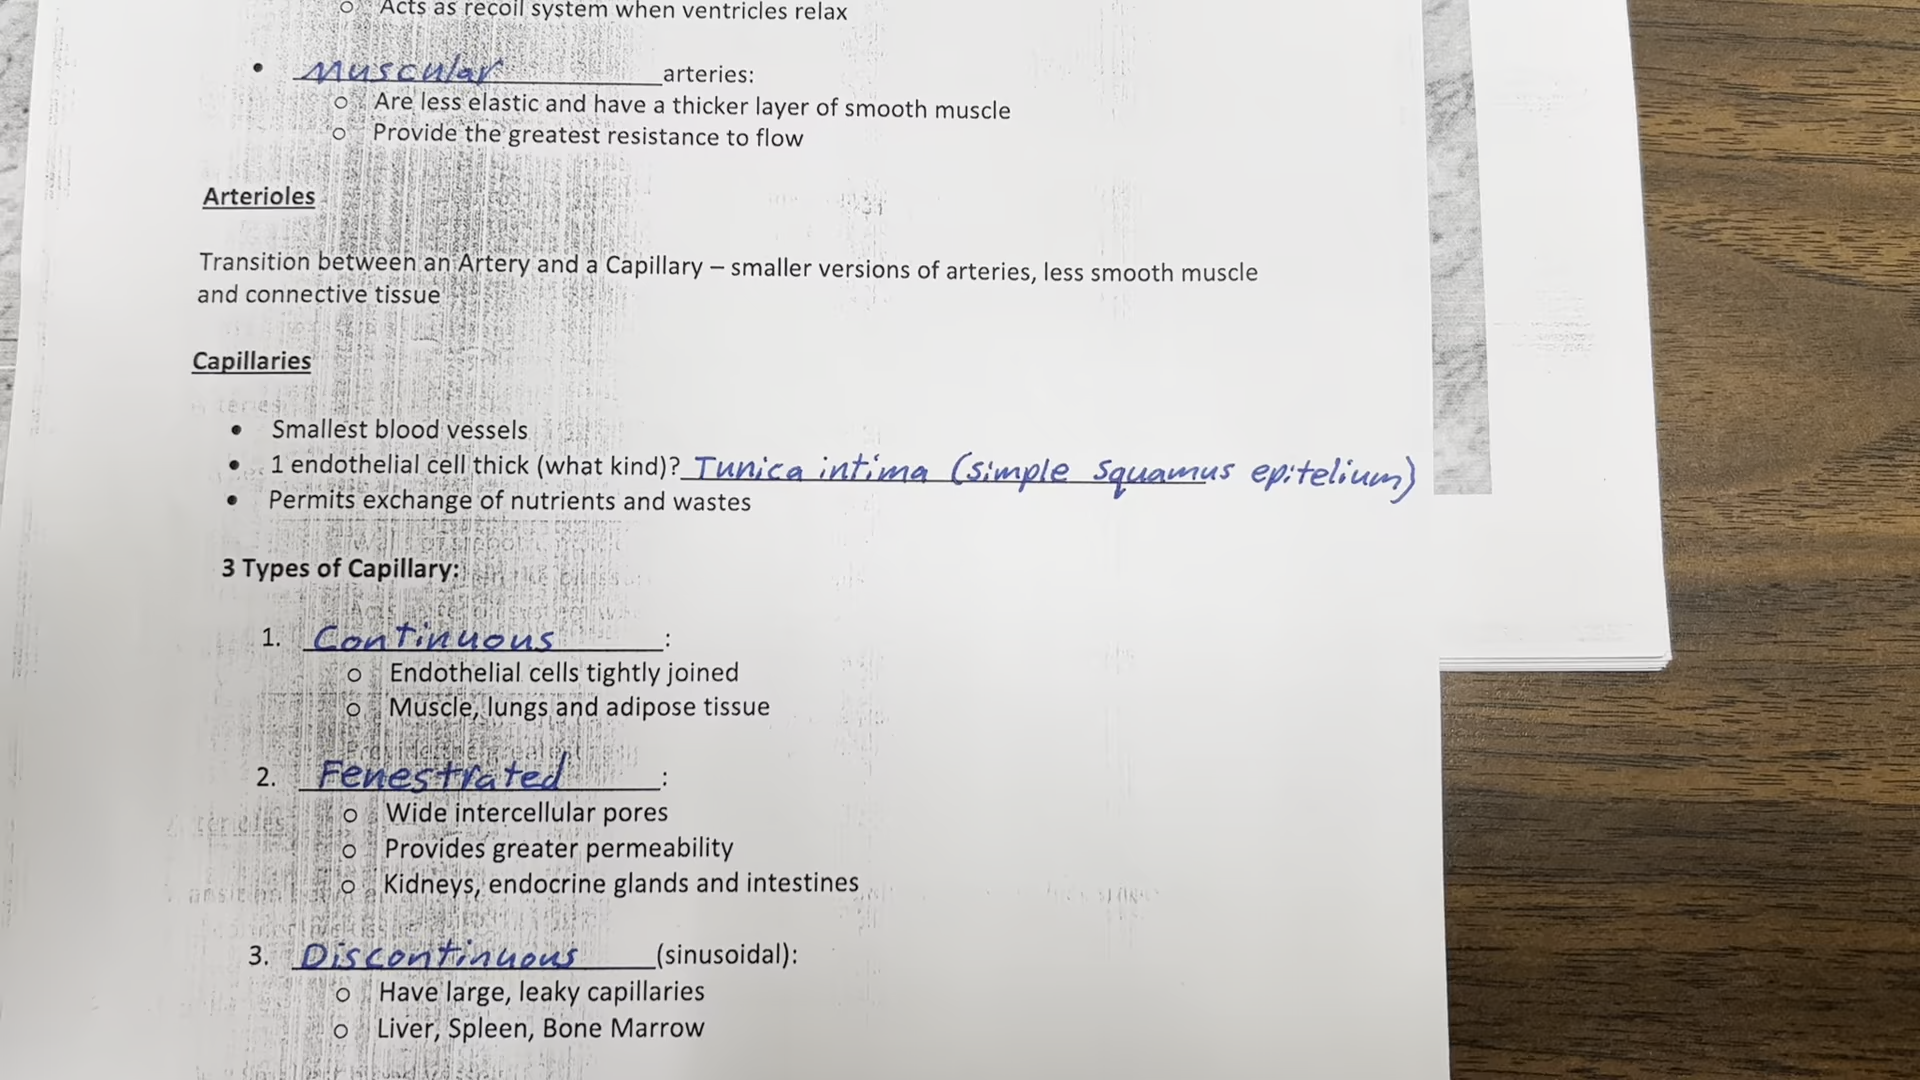 ○ Acts as recoil system when ventricles relax
• Muscular arteries:
○ Are less elastic and have a thicker layer of smooth muscle
○ Provide the greatest resistance to flow
Arterioles
Transition between an Artery and a Capillary – smaller versions of arteries, less smooth muscle
and connective tissue
Capillaries
• Smallest blood vessels
• 1 endothelial cell thick (what kind)? Tunica intima (simple squamus epitelium)
• Permits exchange of nutrients and wastes
3 Types of Capillary:
1. Continuous :
○ Endothelial cells tightly joined
○ Muscle, lungs and adipose tissue
2. Fenestrated :
○ Wide intercellular pores
○ Provides greater permeability
○ Kidneys, endocrine glands and intestines
3. Discontinuous (sinusoidal):
○ Have large, leaky capillaries
○ Liver, Spleen, Bone Marrow